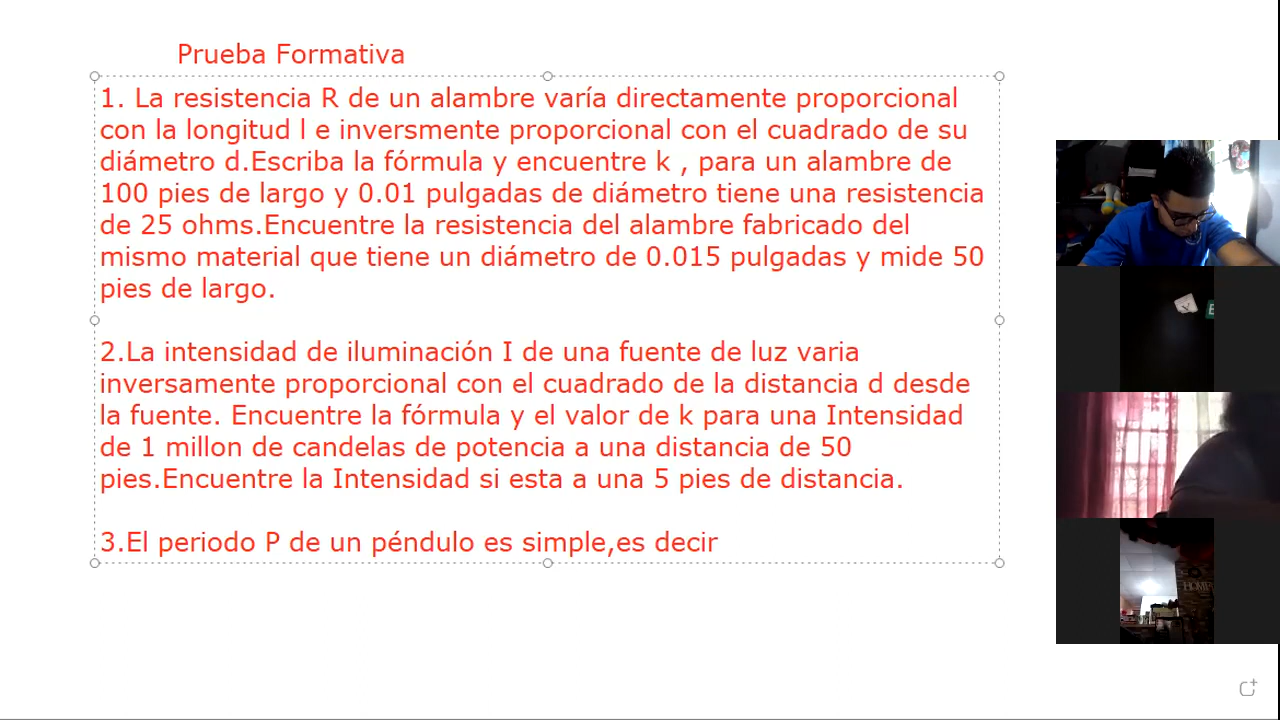 Prueba Formativa
1. La resistencia R de un alambre varía directamente proporcional
con la longitud l e inversmente proporcional con el cuadrado de su
diámetro d.Escriba la fórmula y encuentre k , para un alambre de
100 pies de largo y 0.01 pulgadas de diámetro tiene una resistencia
de 25 ohms.Encuentre la resistencia del alambre fabricado del
mismo material que tiene un diámetro de 0.015 pulgadas y mide 50
pies de largo.
2.La intensidad de iluminación I de una fuente de luz varia
inversamente proporcional con el cuadrado de la distancia d desde
la fuente. Encuentre la fórmula y el valor de k para una Intensidad
de 1 millon de candelas de potencia a una distancia de 50
pies.Encuentre la Intensidad si esta a una 5 pies de distancia.
3.El periodo P de un péndulo es simple,es decir
HOME